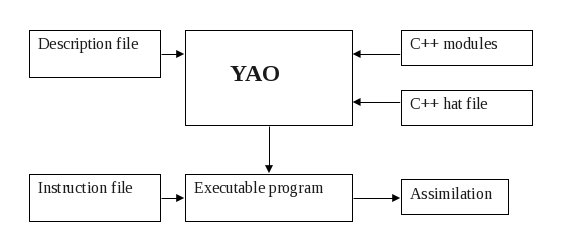 Description file
YAO
C++ modules
C++ hat file
Instruction file
Executable program
Assimilation